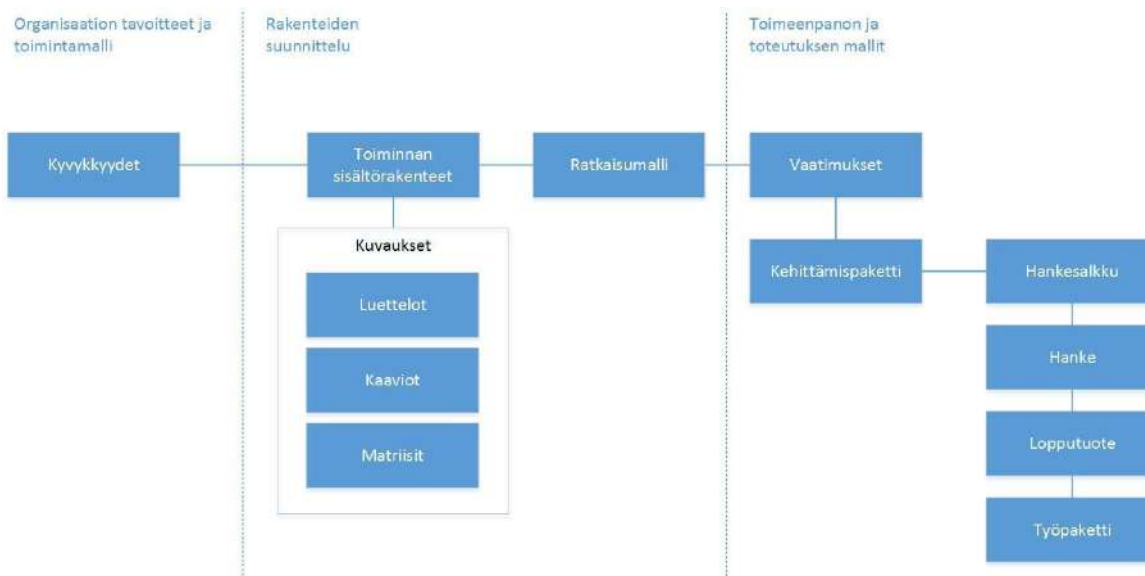 Organisaation tavoitteet ja
toimintamalli
Rakenteiden
suunnittelu
Toimeenpanon ja
toteutuksen mallit
Kyvykkyydet
Toiminnan
sisältörakenteet
Ratkaisumalli
Vaatimukset
Kuvaukset
Luettelot
Kaaviot
Matriisit
Kehittämispaketti
Hankesalkku
Hanke
Lopputuote
Työpaketti